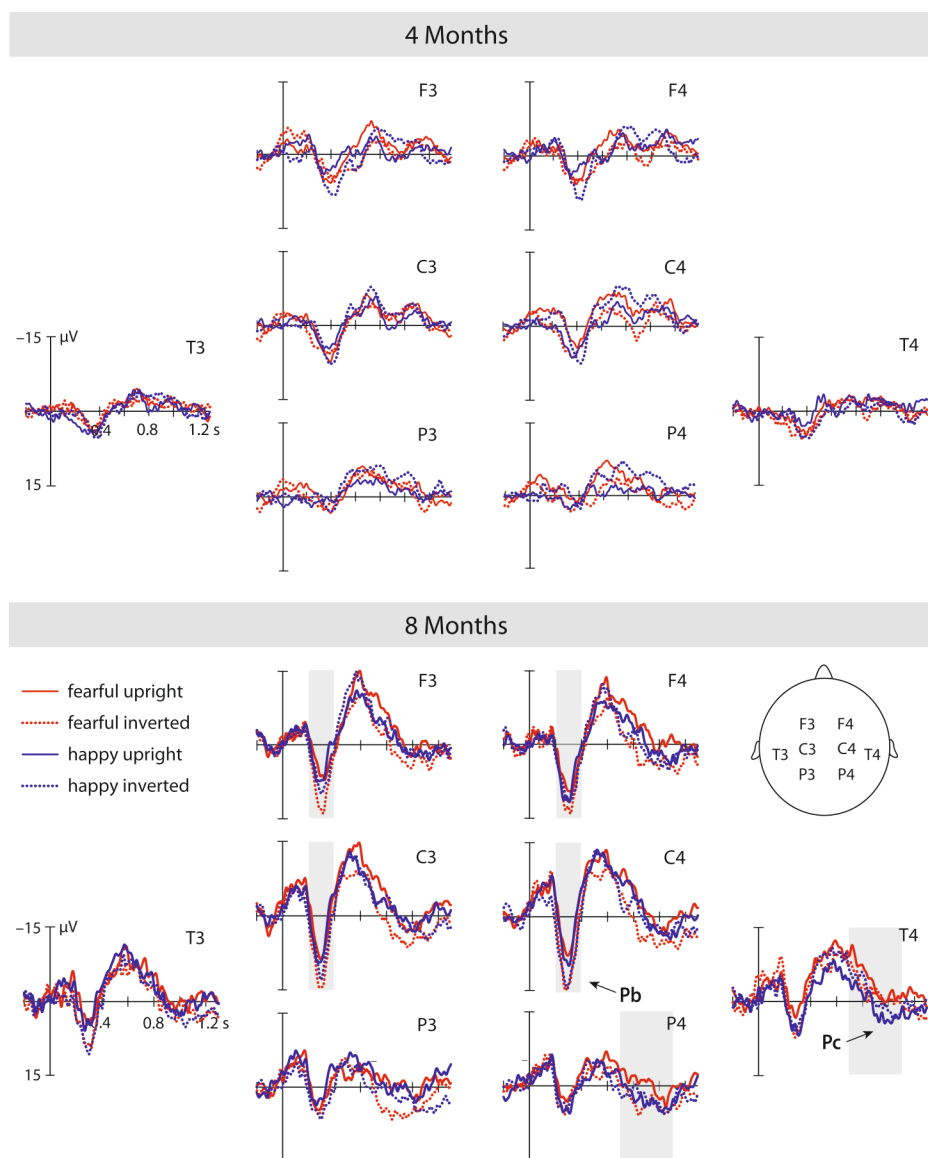 4 Months
F3
F4
C3
C4
−15
μV
T3
T4
0.4
0.8
1.2 s
15
P3
P4
8 Months
fearful upright
fearful inverted
happy upright
happy inverted
F3
F4
F3 F4
T3 C3 C4 T4
P3 P4
C3
C4
−15
μV
T3
T4
Pb
0.4
0.8
1.2 s
P3
P4
Pc
15